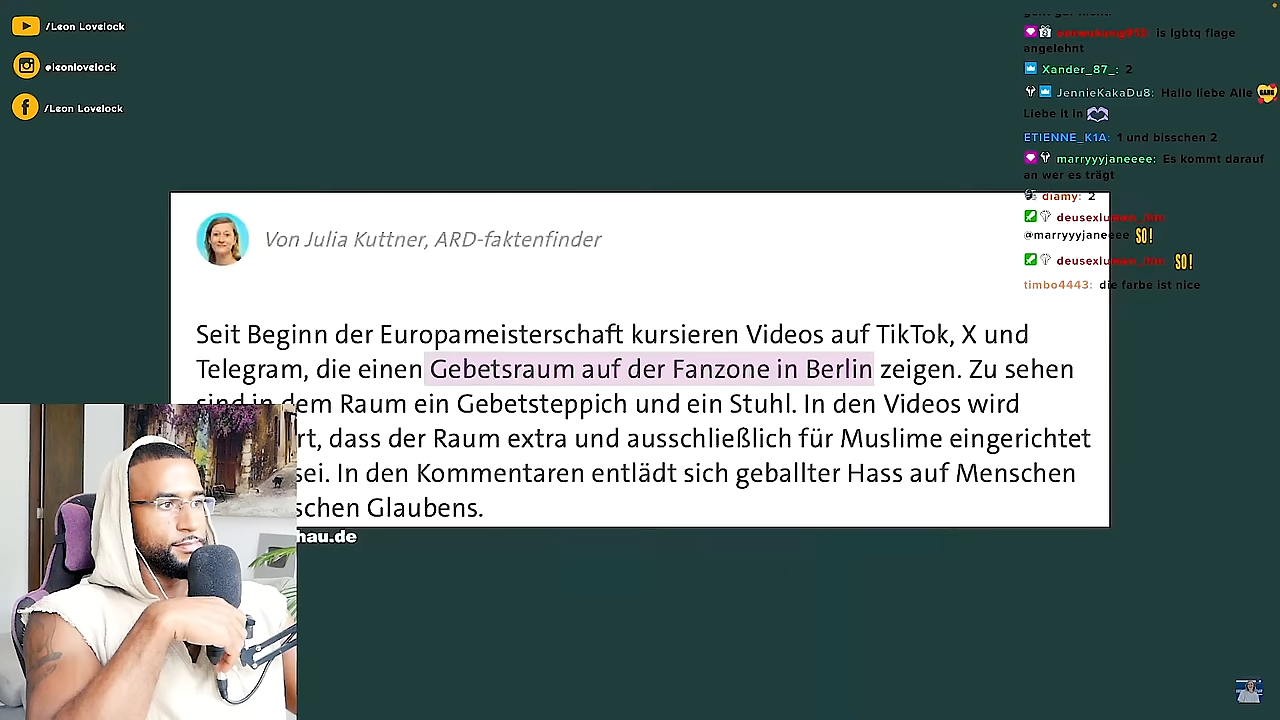 /Leon Lovelock
@leonlovelock
/Leon Lovelock
is lgbtq flage
angelehnt
Xander_87_: 2
JennieKakaDu8: Hallo liebe Alle
Liebe it in
ETIENNE_K1A: 1 und bisschen 2
marryyyjaneeee: Es kommt darauf
an wer es trägt
diamy: 2
@marryyyjaneeee SO!
SO!
timbo4443: die farbe ist nice
Von Julia Kuttner, ARD-faktenfinder
Seit Beginn der Europameisterschaft kursieren Videos auf TikTok, X und
Telegram, die einen Gebetsraum auf der Fanzone in Berlin zeigen. Zu sehen
sind in dem Raum ein Gebetsteppich und ein Stuhl. In den Videos wird
rt, dass der Raum extra und ausschließlich für Muslime eingerichtet
sei. In den Kommentaren entlädt sich geballter Hass auf Menschen
schen Glaubens.
hau.de